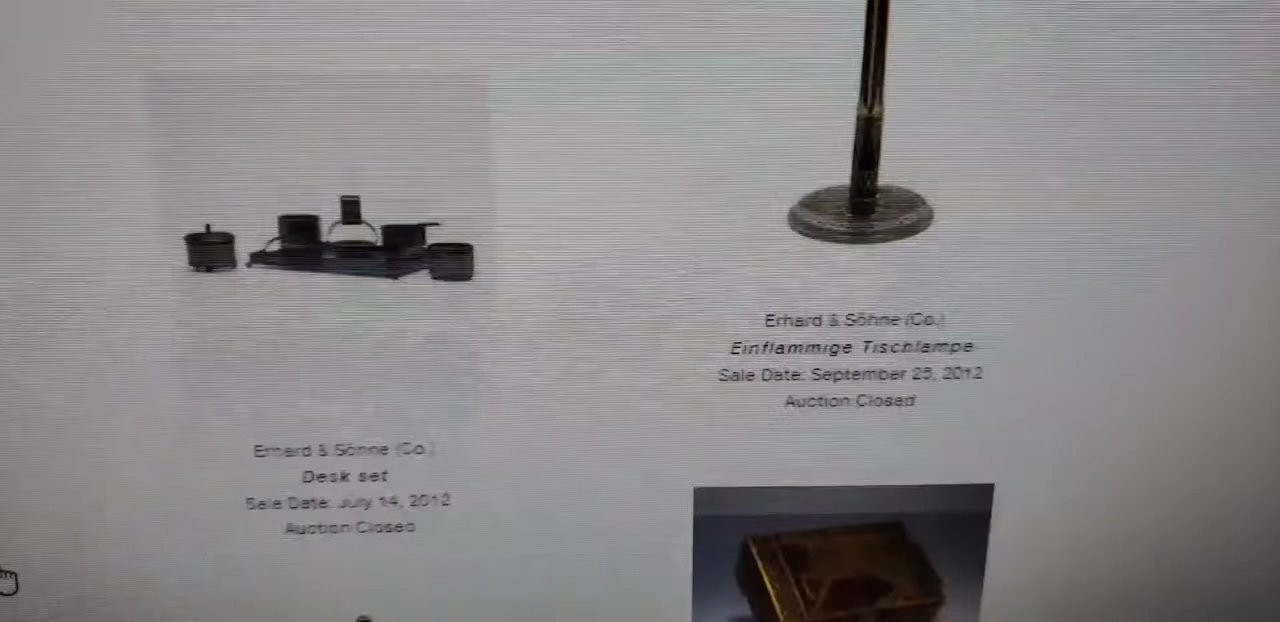 Erhard & Söhne (Co.)
Einflammige Tischlampe
Sale Date: September 25, 2012
Auction Closed
Erhard & Söhne (Co.)
Desk set
Sale Date: July 14, 2012
Auction Closed